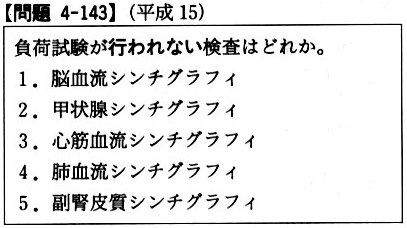 【問題 4-143】(平成 15)
負荷試験が行われない検査はどれか。
1．脳血流シンチグラフィ
2．甲状腺シンチグラフィ
3．心筋血流シンチグラフィ
4．肺血流シンチグラフィ
5．副腎皮質シンチグラフィ